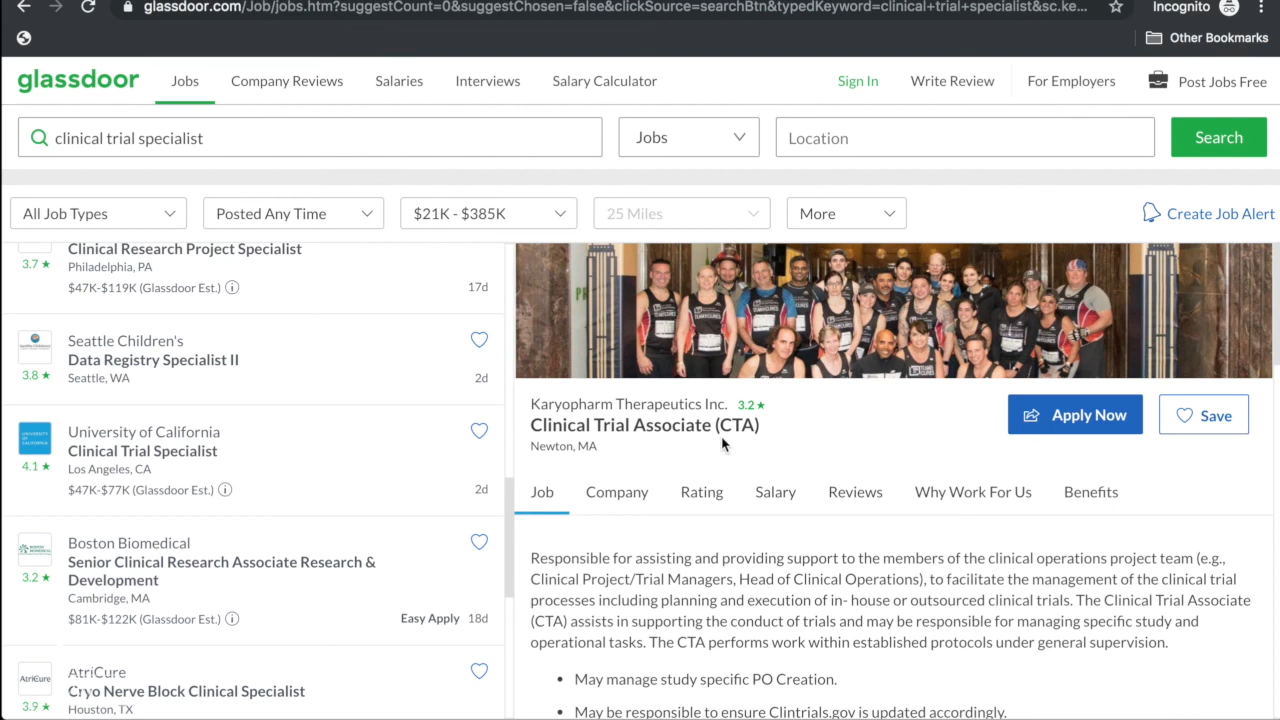 glassdoor.com/Job/jobs.htm?suggestCount=0&suggestChosen=false&clickSource=searchBtn&typedKeyword=clinical+trial+specialist&sc.ke...
Incognito
Other Bookmarks
glassdoor
Jobs
Company Reviews
Salaries
Interviews
Salary Calculator
Sign In
Write Review
For Employers
Post Jobs Free
clinical trial specialist
Jobs
Location
Search
All Job Types
Posted Any Time
$21K - $385K
25 Miles
More
Create Job Alert
Clinical Research Project Specialist
3.7 ★
Philadelphia, PA
$47K-$119K (Glassdoor Est.)
17d
Seattle Children's
Data Registry Specialist II
3.8 ★
Seattle, WA
2d
UNIVERSITY OF CALIFORNIA
University of California
Clinical Trial Specialist
4.1 ★
Los Angeles, CA
$47K-$77K (Glassdoor Est.)
2d
Boston Biomedical
Senior Clinical Research Associate Research &
Development
3.2 ★
Cambridge, MA
$81K-$122K (Glassdoor Est.)
Easy Apply 18d
AtriCure
AtriCure
Cryo Nerve Block Clinical Specialist
3.9 ★
Houston, TX
Karyopharm Therapeutics Inc. 3.2 ★
Clinical Trial Associate (CTA)
Newton, MA
Apply Now
Save
Job
Company
Rating
Salary
Reviews
Why Work For Us
Benefits
Responsible for assisting and providing support to the members of the clinical operations project team (e.g.,
Clinical Project/Trial Managers, Head of Clinical Operations), to facilitate the management of the clinical trial
processes including planning and execution of in- house or outsourced clinical trials. The Clinical Trial Associate
(CTA) assists in supporting the conduct of trials and may be responsible for managing specific study and
operational tasks. The CTA performs work within established protocols under general supervision.
• May manage study specific PO Creation.
• May be responsible to ensure Clintrials.gov is updated accordingly.